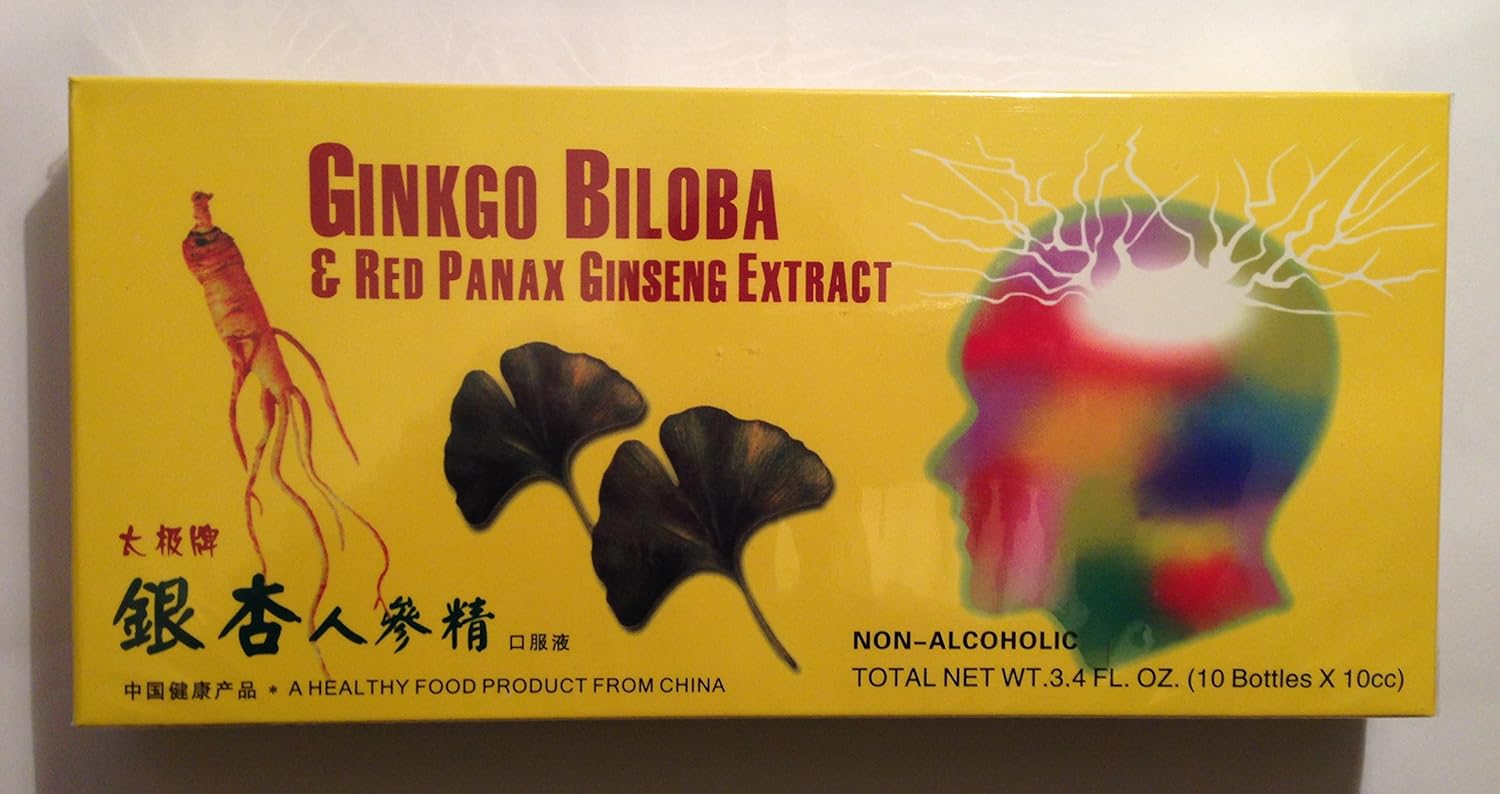 GINKGO BILOBA
& RED PANAX GINSENG EXTRACT
太极牌
銀杏人參精 口服液
中国健康产品 * A HEALTHY FOOD PRODUCT FROM CHINA
NON-ALCOHOLIC
TOTAL NET WT.3.4 FL. OZ. (10 Bottles X 10cc)